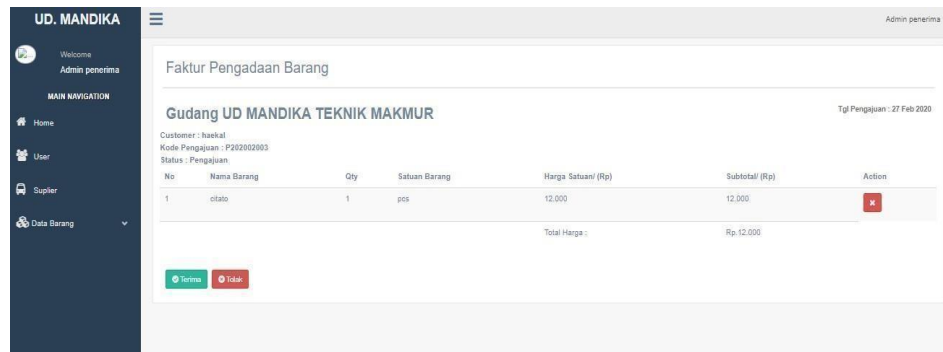 UD. MANDIKA
Admin penerima
Welcome
Admin penerima
MAIN NAVIGATION
Home
User
Suplier
Data Barang
Faktur Pengadaan Barang
Gudang UD MANDIKA TEKNIK MAKMUR
Tgl Pengajuan : 27 Feb 2020
Customer : haekal
Kode Pengajuan : P202002003
Status : Pengajuan
No Nama Barang Qty Satuan Barang Harga Satuan/ (Rp) Subtotal/ (Rp) Action
1 citato 1 pcs 12.000 12.000
Total Harga : Rp.12.000
Terima Tolak